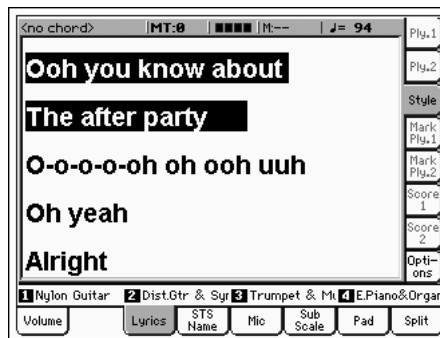 <no chord> MT:0 M:-- ♩= 94
Ply.1
Ooh you know about
Ply.2
The after party
Style
Mark Ply.1
O-o-o-o-oh oh ooh uuh
Mark Ply.2
Score 1
Oh yeah
Score 2
Alright
Opti-ons
1 Nylon Guitar 2 Dist.Gtr & Syr 3 Trumpet & Mu 4 E.Piano&Organ
Volume Lyrics STS Name Mic Sub Scale Pad Split